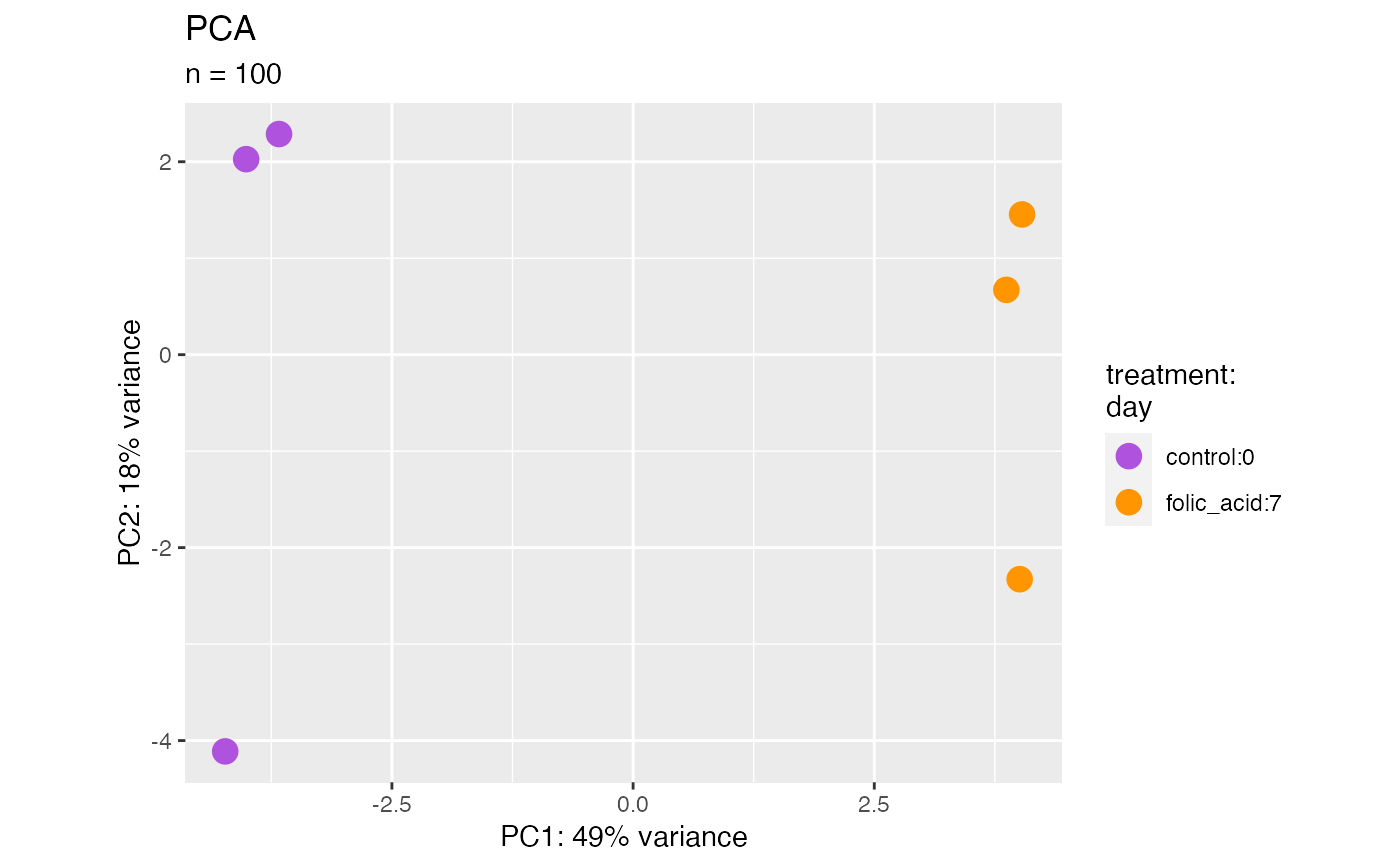 PCA
n = 100
2
0
-2
-4
PC2: 18% variance
-2.5
0.0
2.5
PC1: 49% variance
treatment:
day
control:0
folic_acid:7